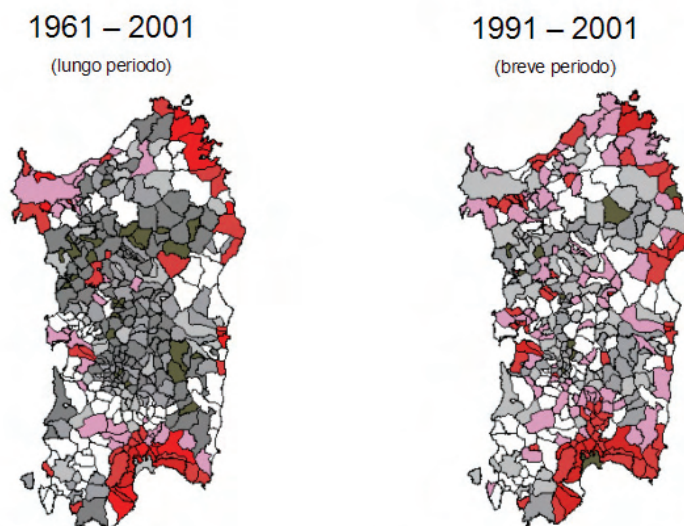 1961 – 2001
(lungo periodo)
1991 – 2001
(breve periodo)